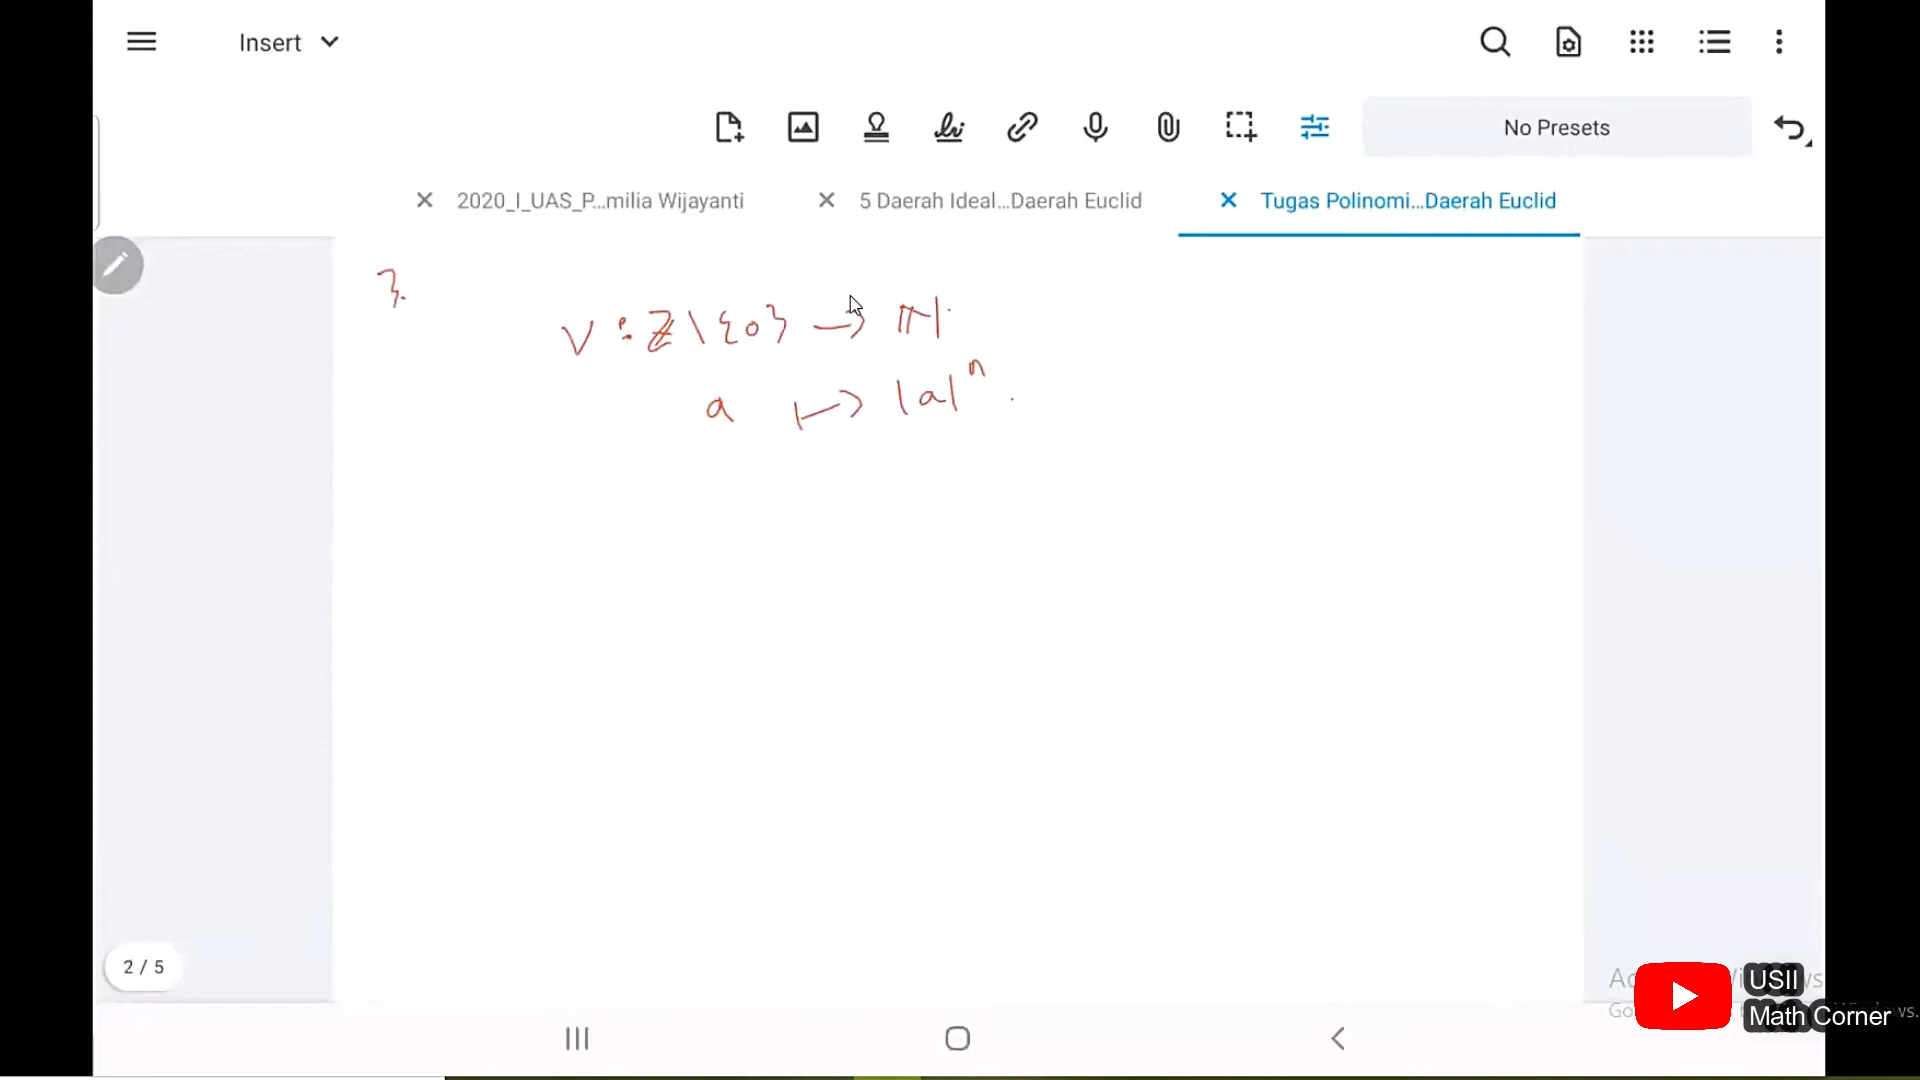 Insert
No Presets
2020_I_UAS_P...milia Wijayanti
5 Daerah Ideal...Daerah Euclid
Tugas Polinomi...Daerah Euclid
3.
V : ℤ \ {0} → ℕ
a ↦ |a|ⁿ.
2 / 5
USII
Math Corner